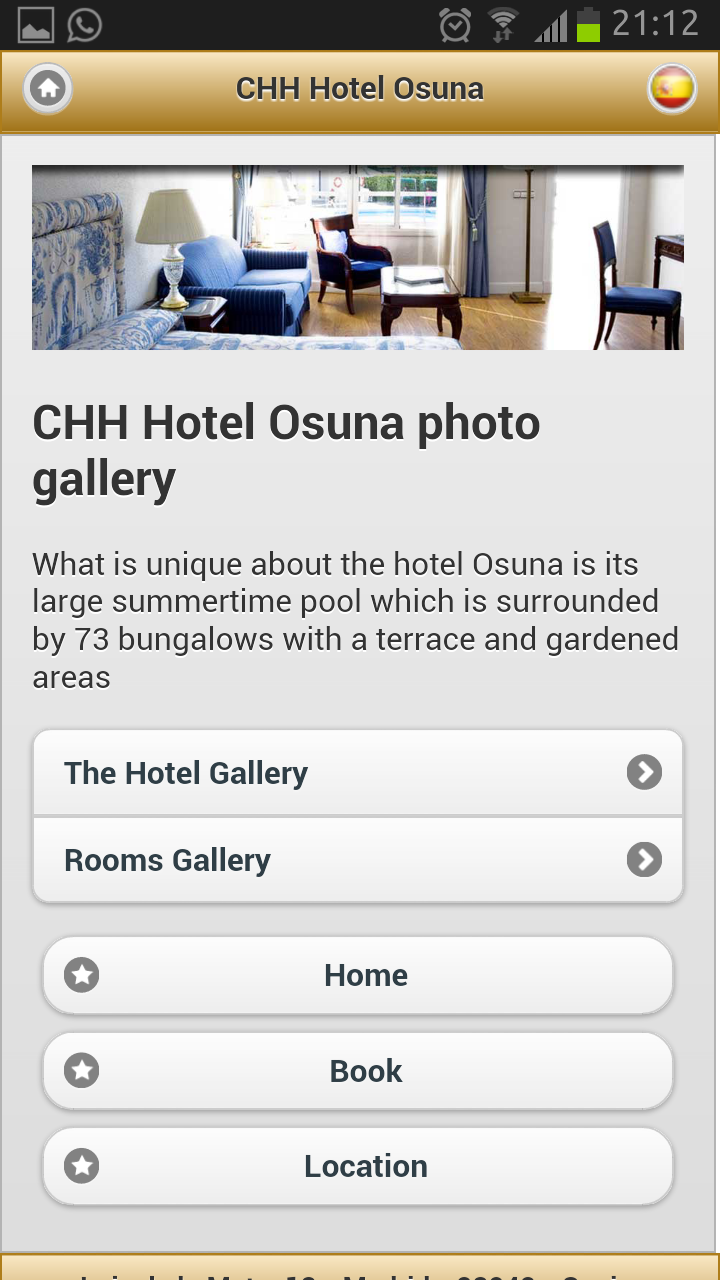 21:12
CHH Hotel Osuna
CHH Hotel Osuna photo
gallery
What is unique about the hotel Osuna is its
large summertime pool which is surrounded
by 73 bungalows with a terrace and gardened
areas
The Hotel Gallery
Rooms Gallery
Home
Book
Location